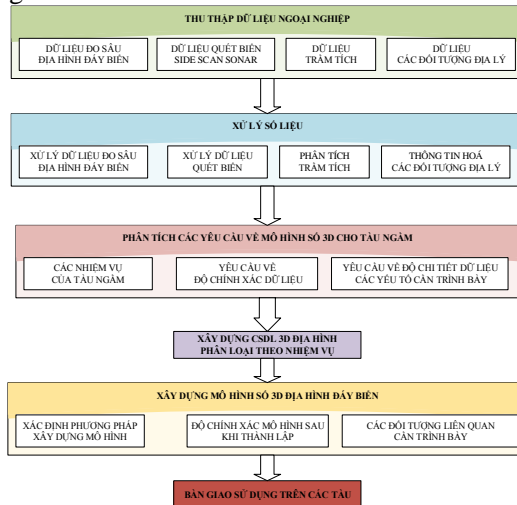 THU THẬP DỮ LIỆU NGOẠI NGHIỆP
DỮ LIỆU ĐO SÂU
ĐỊA HÌNH ĐÁY BIỂN
DỮ LIỆU QUÉT BIỂN
SIDE SCAN SONAR
DỮ LIỆU
TRẦM TÍCH
DỮ LIỆU
CÁC ĐỐI TƯỢNG ĐỊA LÝ
XỬ LÝ SỐ LIỆU
XỬ LÝ DỮ LIỆU ĐO SÂU
ĐỊA HÌNH ĐÁY BIỂN
XỬ LÝ DỮ LIỆU
QUÉT BIỂN
PHÂN TÍCH
TRẦM TÍCH
THÔNG TIN HOÁ
CÁC ĐỐI TƯỢNG ĐỊA LÝ
PHÂN TÍCH CÁC YÊU CẦU VỀ MÔ HÌNH SỐ 3D CHO TÀU NGẦM
CÁC NHIỆM VỤ
CỦA TÀU NGẦM
YÊU CẦU VỀ
ĐỘ CHÍNH XÁC DỮ LIỆU
YÊU CẦU VỀ ĐỘ CHI TIẾT DỮ LIỆU
CÁC YẾU TỐ CẦN TRÌNH BÀY
XÂY DỰNG CSDL 3D ĐỊA HÌNH
PHÂN LOẠI THEO NHIỆM VỤ
XÂY DỰNG MÔ HÌNH SỐ 3D ĐỊA HÌNH ĐÁY BIỂN
XÁC ĐỊNH PHƯƠNG PHÁP
XÂY DỰNG MÔ HÌNH
ĐỘ CHÍNH XÁC MÔ HÌNH SAU
KHI THÀNH LẬP
CÁC ĐỐI TƯỢNG LIÊN QUAN
CẦN TRÌNH BÀY
BÀN GIAO SỬ DỤNG TRÊN CÁC TÀU